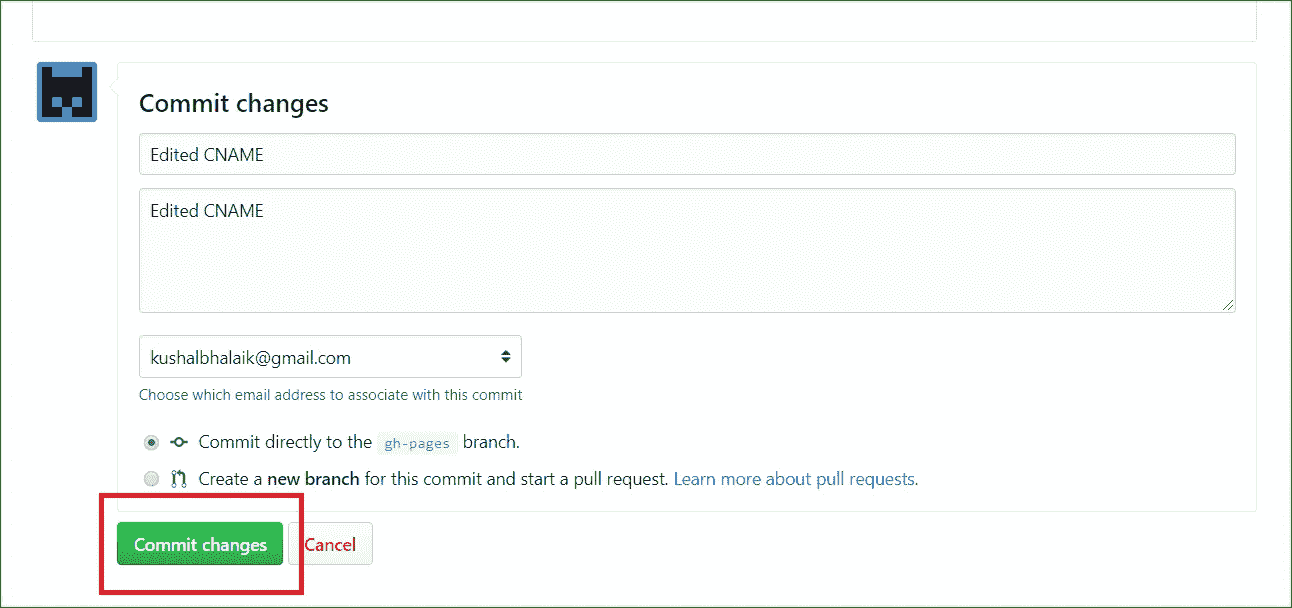 Commit changes
Edited CNAME
Edited CNAME
kushalbhalaik@gmail.com
Choose which email address to associate with this commit
Commit directly to the gh-pages branch.
Create a new branch for this commit and start a pull request. Learn more about pull requests.
Commit changes Cancel